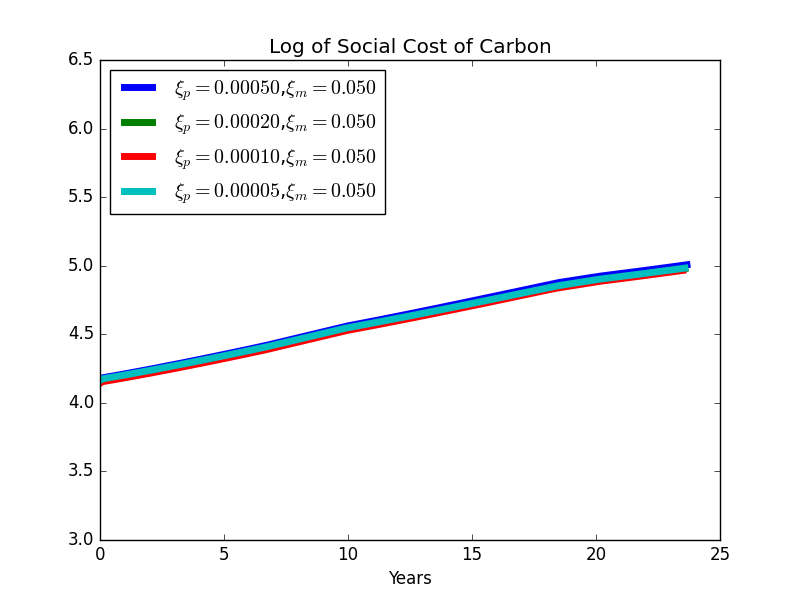 Log of Social Cost of Carbon
6.5
6.0
5.5
5.0
4.5
4.0
3.5
3.0
ξp = 0.00050,ξm = 0.050
ξp = 0.00020,ξm = 0.050
ξp = 0.00010,ξm = 0.050
ξp = 0.00005,ξm = 0.050
0 5 10 15 20 25
Years